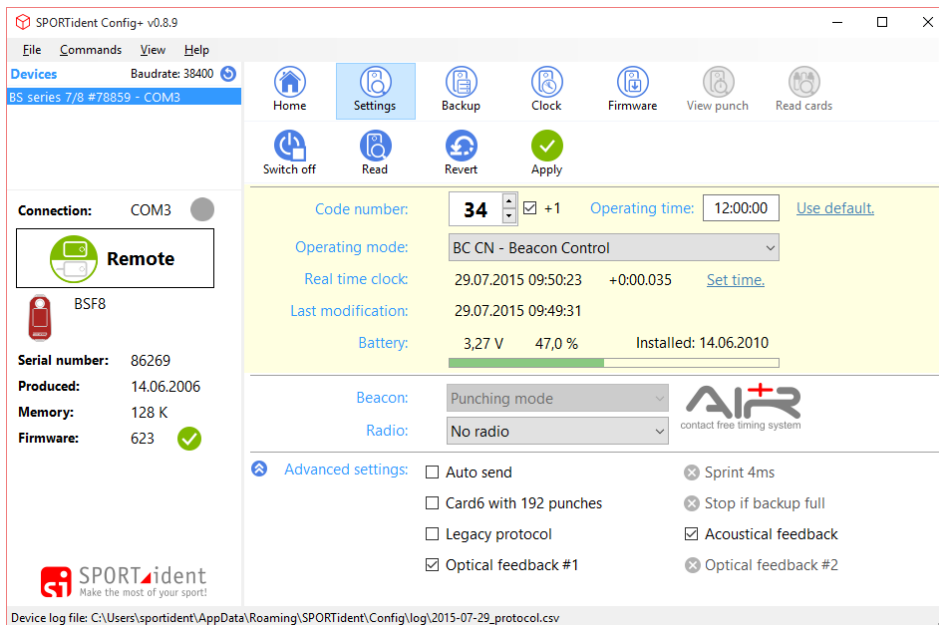 SPORTident Config+ v0.8.9
File Commands View Help
Devices Baudrate: 38400
BS series 7/8 #78859 - COM3
Home Settings Backup Clock Firmware View punch Read cards
Switch off Read Revert Apply
Connection: COM3
Remote
BSF8
Serial number: 86269
Produced: 14.06.2006
Memory: 128 K
Firmware: 623
SPORTident
Make the most of your sport!
Code number: 34 +1 Operating time: 12:00:00 Use default.
Operating mode: BC CN - Beacon Control
Real time clock: 29.07.2015 09:50:23 +0:00.035 Set time.
Last modification: 29.07.2015 09:49:31
Battery: 3,27 V 47,0 % Installed: 14.06.2010
Beacon: Punching mode
Radio: No radio
AIR+
contact free timing system
Advanced settings: Auto send Sprint 4ms
Card6 with 192 punches Stop if backup full
Legacy protocol Acoustical feedback
Optical feedback #1 Optical feedback #2
Device log file: C:\Users\sportident\AppData\Roaming\SPORTident\Config\log\2015-07-29_protocol.csv